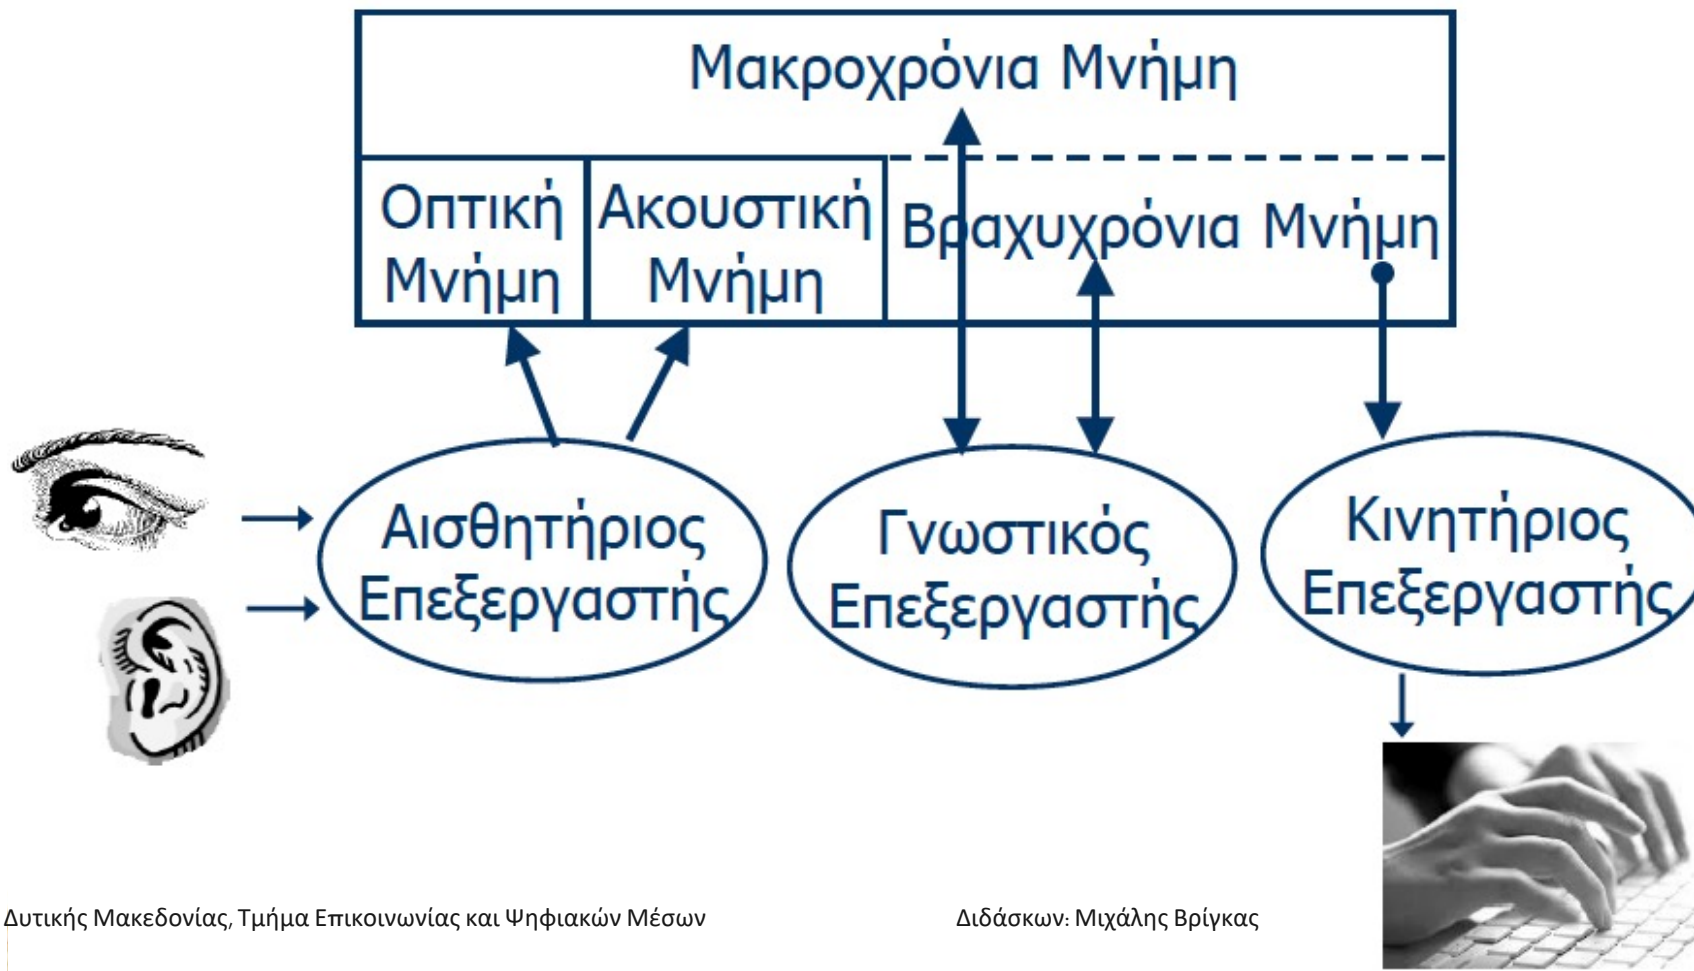 Μακροχρόνια Μνήμη
Οπτική
Μνήμη
Ακουστική
Μνήμη
Βραχυχρόνια Μνήμη
Αισθητήριος
Επεξεργαστής
Γνωστικός
Επεξεργαστής
Κινητήριος
Επεξεργαστής
Δυτικής Μακεδονίας, Τμήμα Επικοινωνίας και Ψηφιακών Μέσων
Διδάσκων: Μιχάλης Βρίγκας